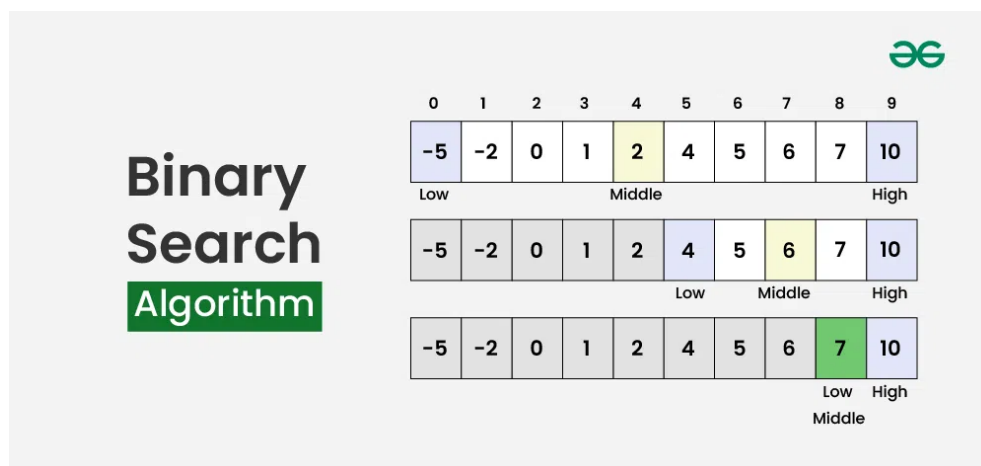 Binary
Search
Algorithm
0 1 2 3 4 5 6 7 8 9
-5 -2 0 1 2 4 5 6 7 10
Low Middle High
-5 -2 0 1 2 4 5 6 7 10
Low Middle High
-5 -2 0 1 2 4 5 6 7 10
Low High
Middle